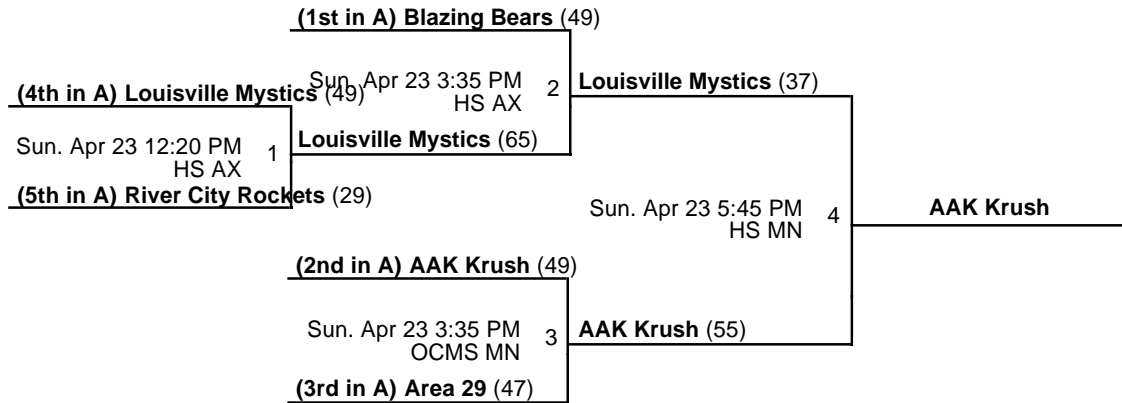 (1st in A) Blazing Bears (49)
Sun. Apr 23 3:35 PM
HS AX
2
Louisville Mystics (37)
(4th in A) Louisville Mystics (49)
Sun. Apr 23 12:20 PM
HS AX
1
Louisville Mystics (65)
(5th in A) River City Rockets (29)
Sun. Apr 23 5:45 PM
HS MN
4
AAK Krush
(2nd in A) AAK Krush (49)
Sun. Apr 23 3:35 PM
OCMS MN
3
AAK Krush (55)
(3rd in A) Area 29 (47)